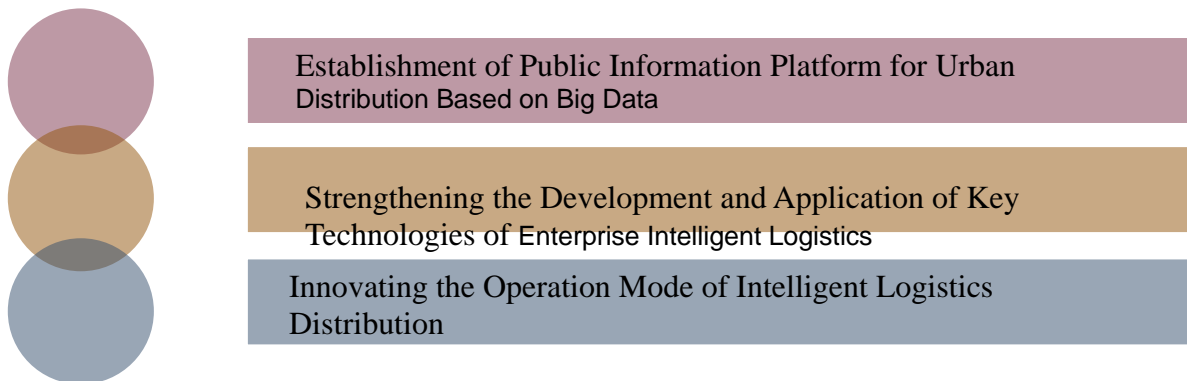 Establishment of Public Information Platform for Urban
Distribution Based on Big Data
Strengthening the Development and Application of Key
Technologies of Enterprise Intelligent Logistics
Innovating the Operation Mode of Intelligent Logistics
Distribution